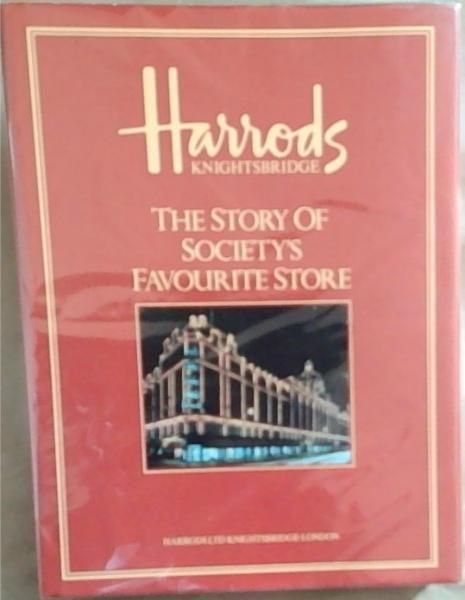 Harrods
KNIGHTSBRIDGE
THE STORY OF
SOCIETY'S
FAVOURITE STORE
HARRODS LTD KNIGHTSBRIDGE LONDON